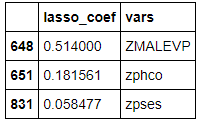 lasso_coef vars
648 0.514000 ZMALEVP
651 0.181561 zphco
831 0.058477 zpses